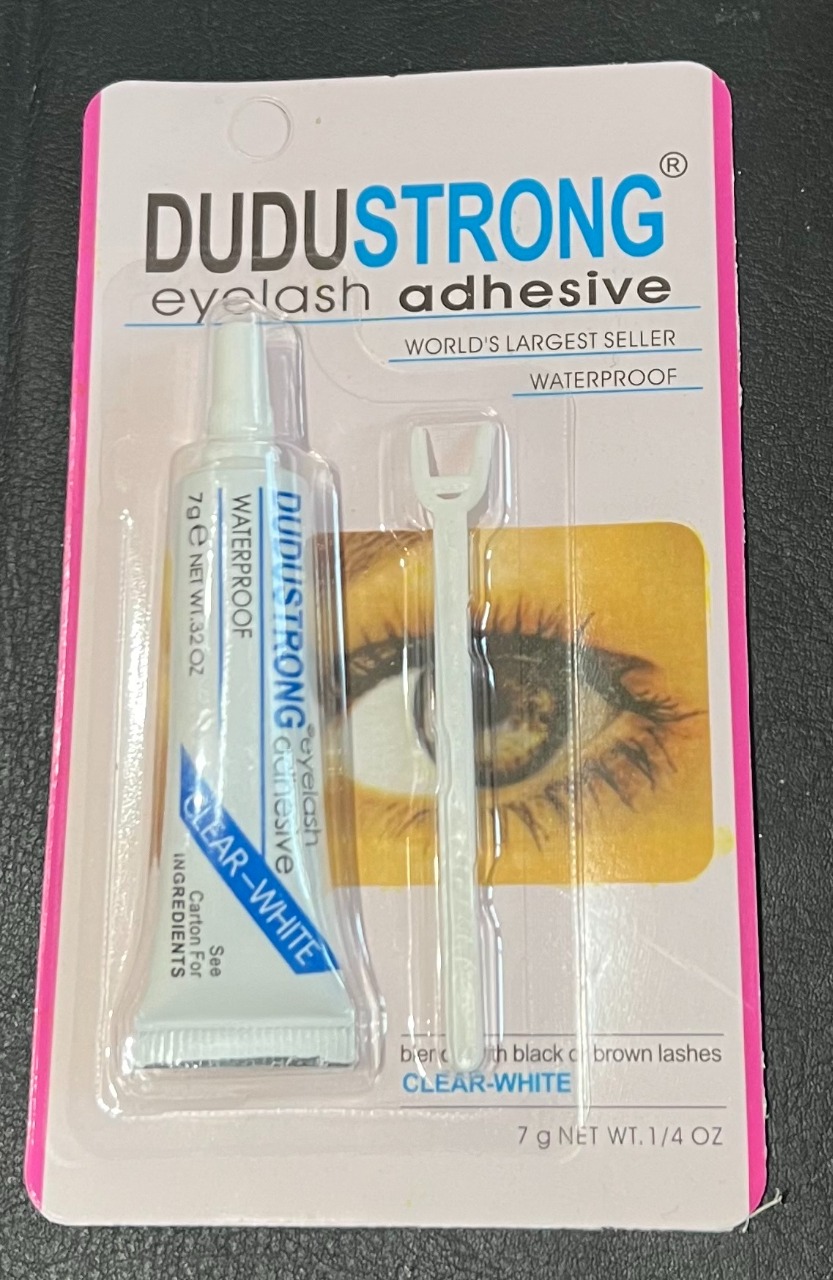 DUDUSTRONG®
eyelash adhesive
WORLD'S LARGEST SELLER
WATERPROOF
DUDUSTRONG®eyelash
adhesive
WATERPROOF
7g e NET WT.32 OZ
CLEAR-WHITE
See
Carton For
INGREDIENTS
black brown lashes
CLEAR-WHITE
7 g NET WT.1/4 OZ